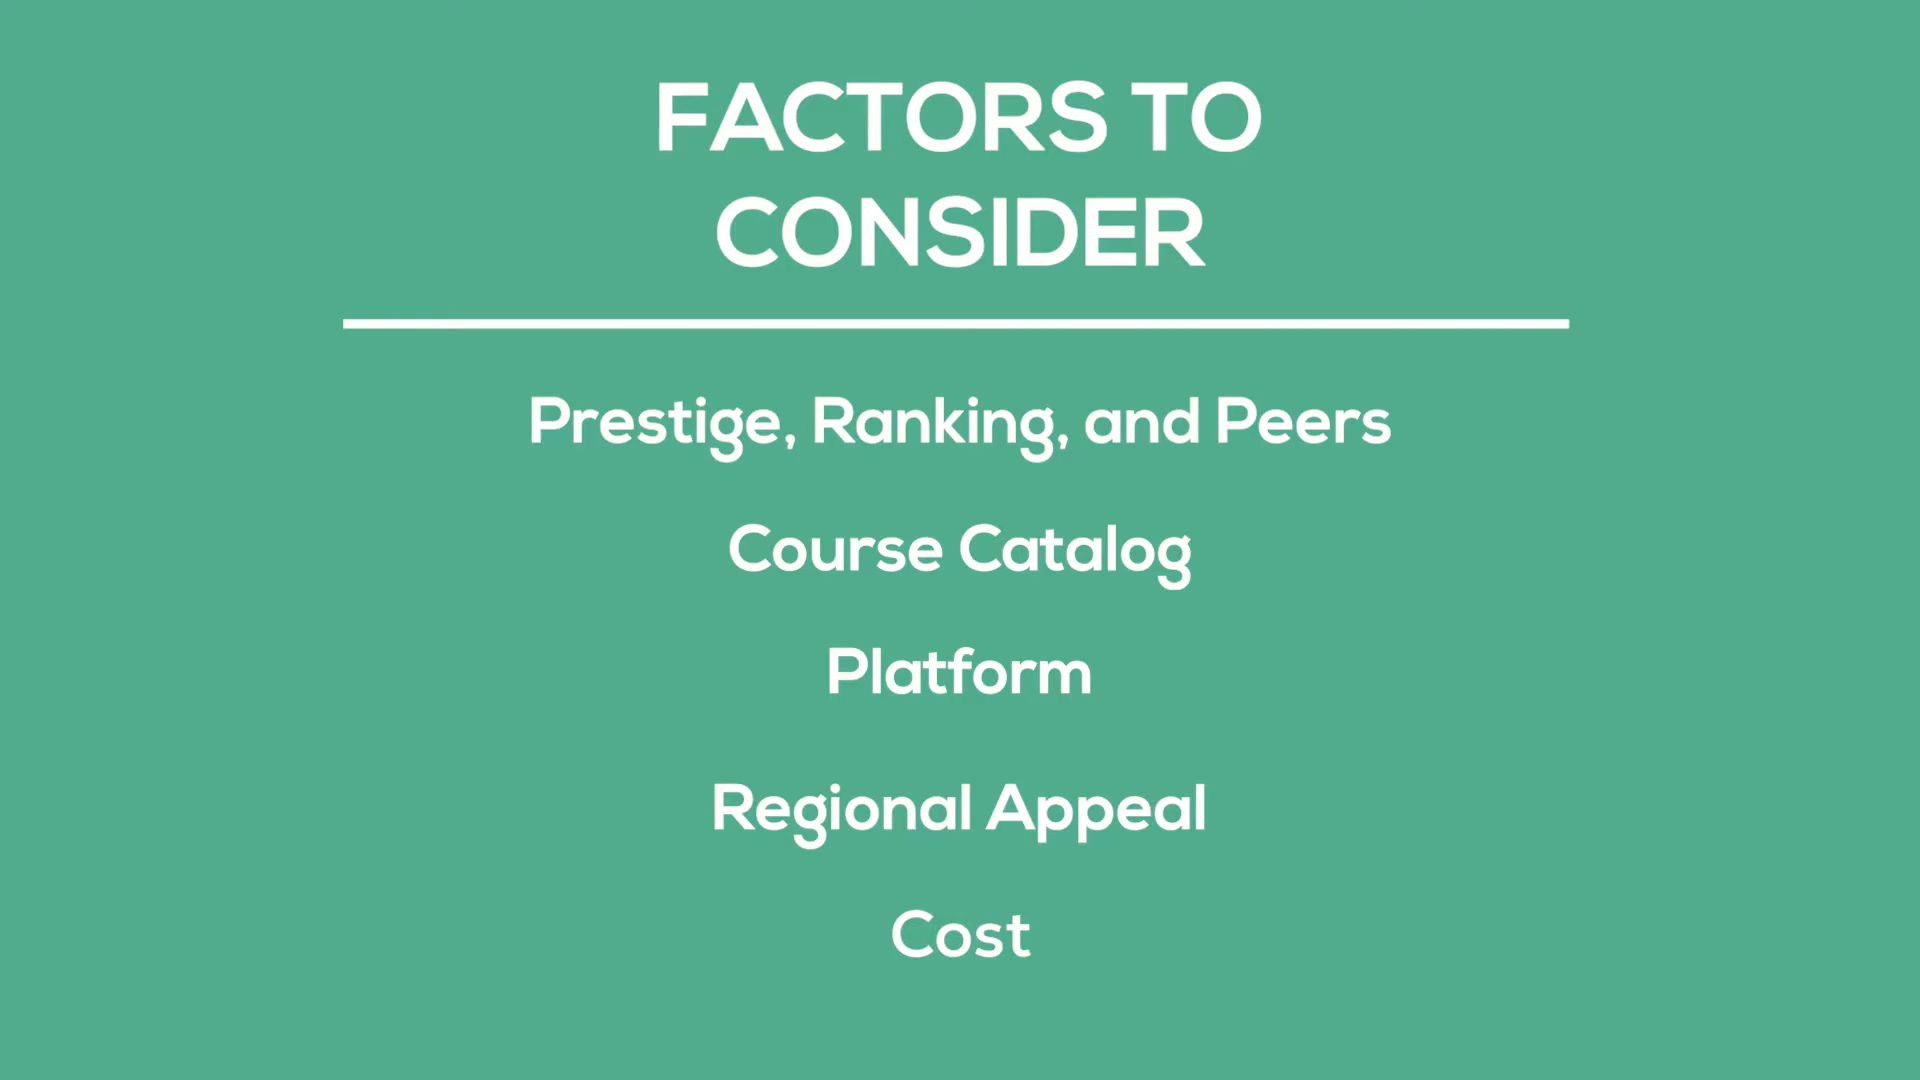 FACTORS TO
CONSIDER
Prestige, Ranking, and Peers
Course Catalog
Platform
Regional Appeal
Cost